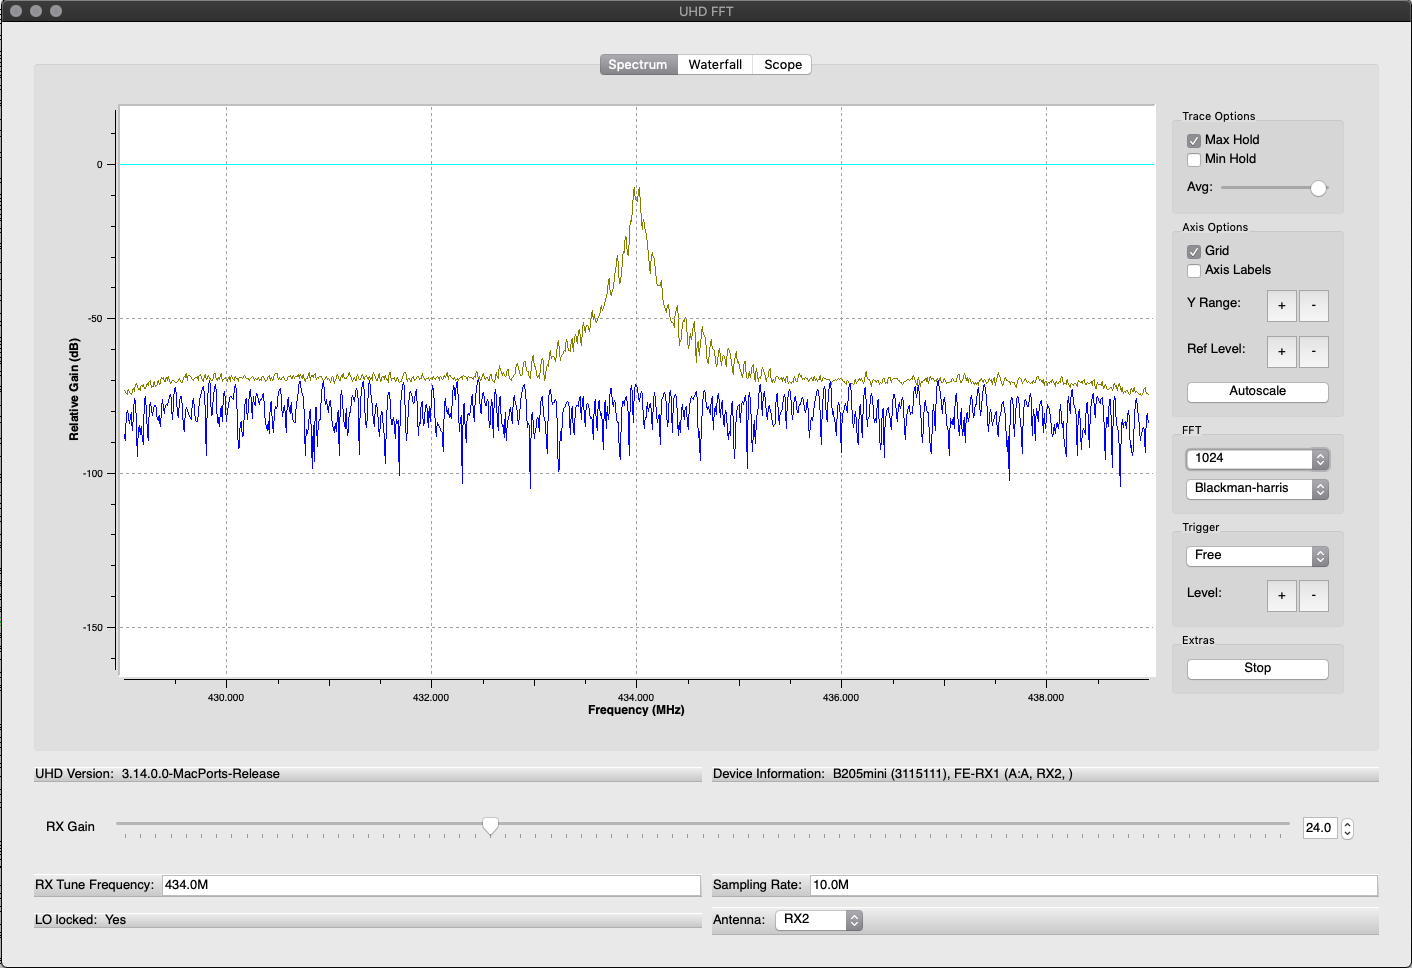 UHD FFT
Spectrum Waterfall Scope
Trace Options
Max Hold
Min Hold
Avg:
Axis Options
Grid
Axis Labels
Y Range: + -
Ref Level: + -
Autoscale
FFT
1024
Blackman-harris
Trigger
Free
Level: + -
Extras
Stop
Relative Gain (dB)
0
-50
-100
-150
430.000 432.000 434.000 436.000 438.000
Frequency (MHz)
UHD Version: 3.14.0.0-MacPorts-Release
Device Information: B205mini (3115111), FE-RX1 (A:A, RX2, )
RX Gain 24.0
RX Tune Frequency: 434.0M
Sampling Rate: 10.0M
LO locked: Yes
Antenna: RX2